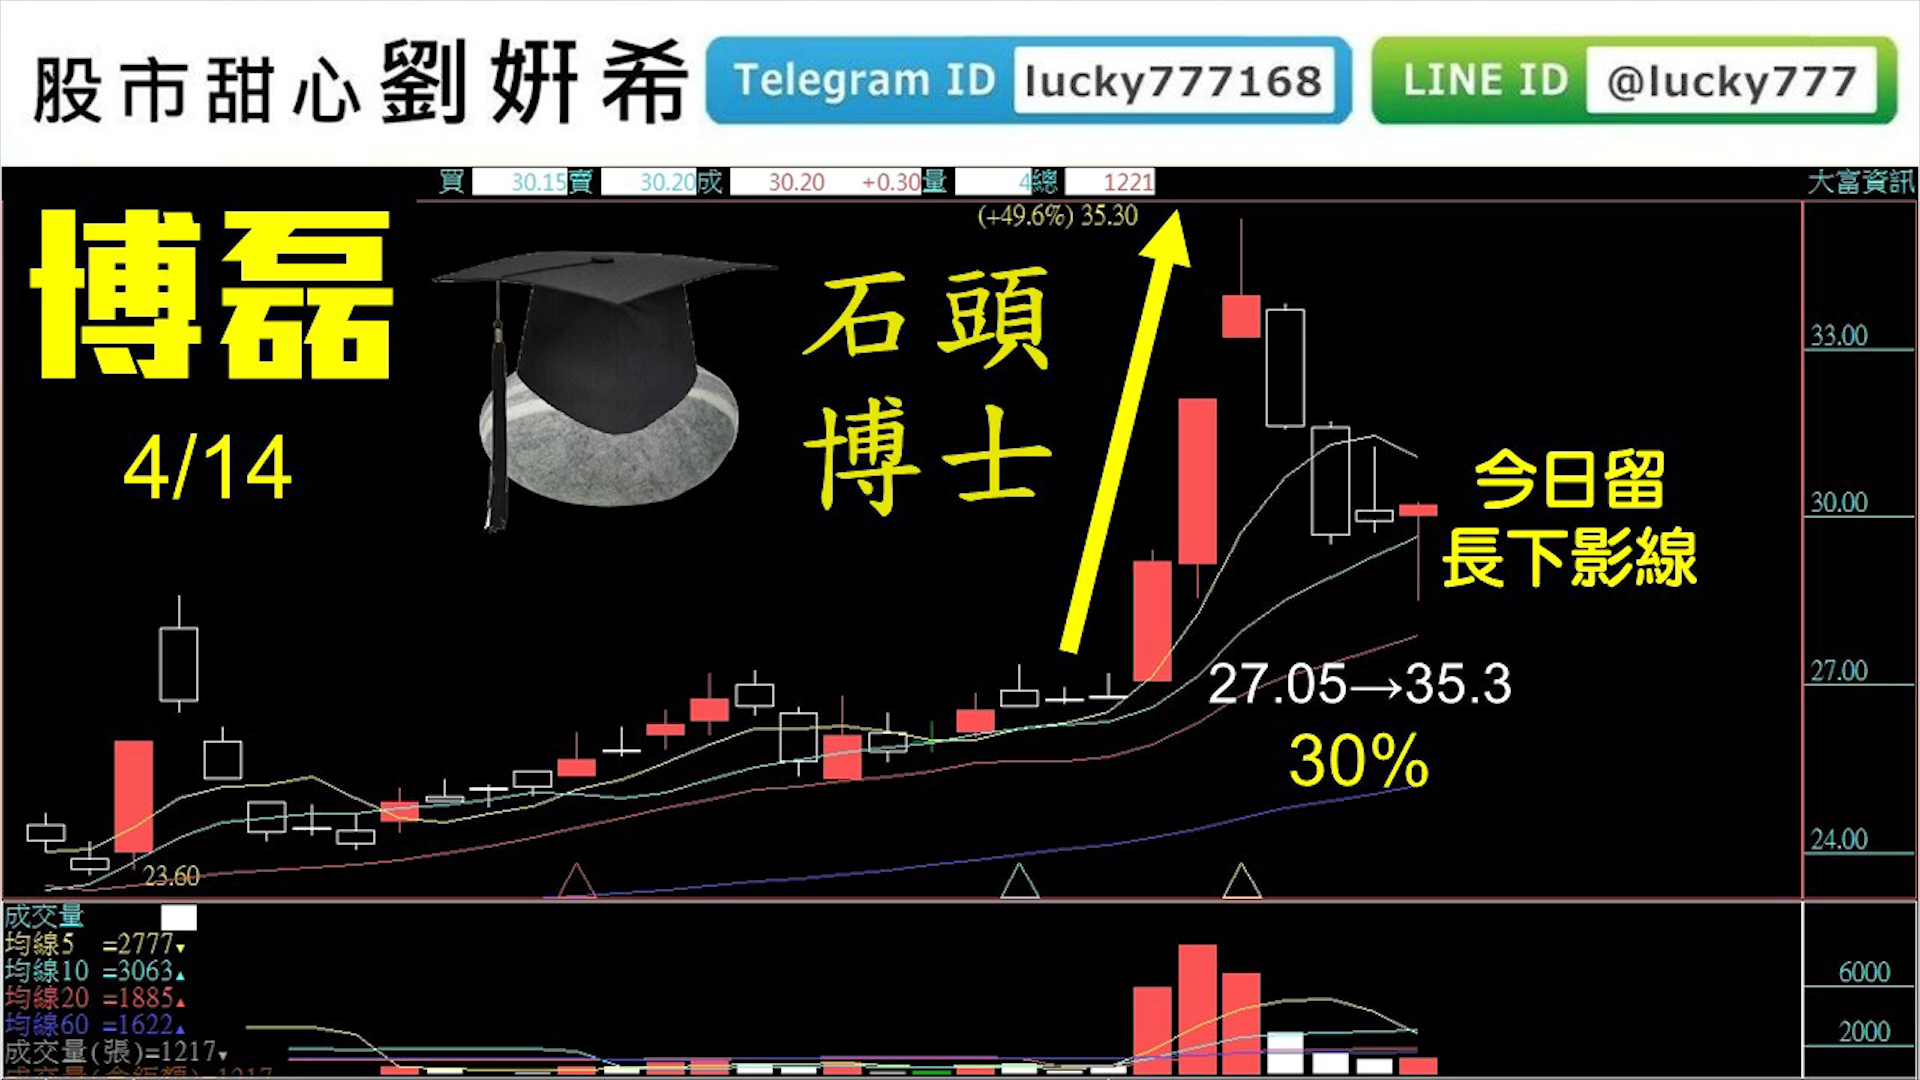 股市甜心劉妍希 Telegram ID lucky777168 LINE ID @lucky777
買 30.15 賣 30.20 成 30.20 +0.30 量 4 總 1221 大富資訊
(+49.6%) 35.30
博磊
石頭
博士
4/14
33.00
30.00
今日留
長下影線
27.00
27.05→35.3
30%
24.00
23.60
成交量
均線5 =2777▼
均線10 =3063▲
均線20 =1885▲
均線60 =1622▲
成交量(張)=1217▼
6000
2000